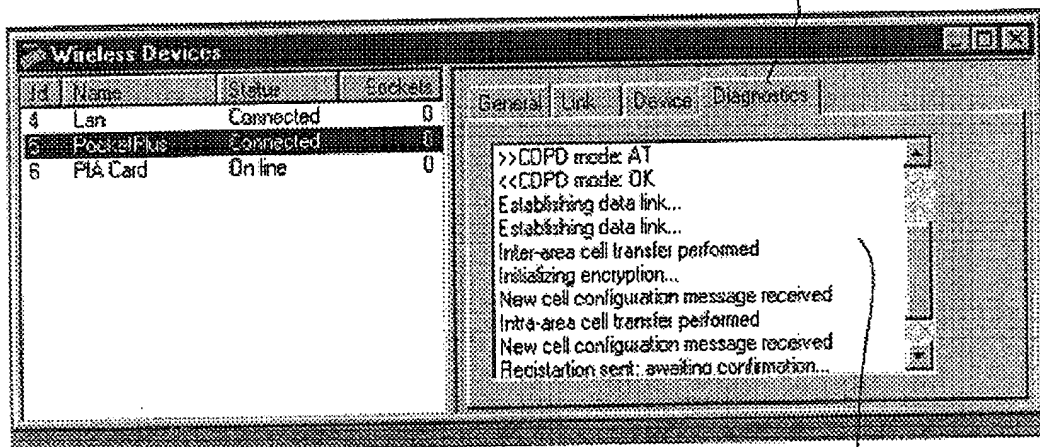 Wireless Devices
Id Name Status Sockets
4 Lan Connected 0
5 PocketPlus Connected 0
6 PIA Card On line 0
General Link Device Diagnostics
>>CDPD mode: AT
<<CDPD mode: OK
Establishing data link...
Establishing data link...
Inter-area cell transfer performed
Initializing encryption...
New cell configuration message received
Intra-area cell transfer performed
New cell configuration message received
Registartion sent; awaiting confirmation...